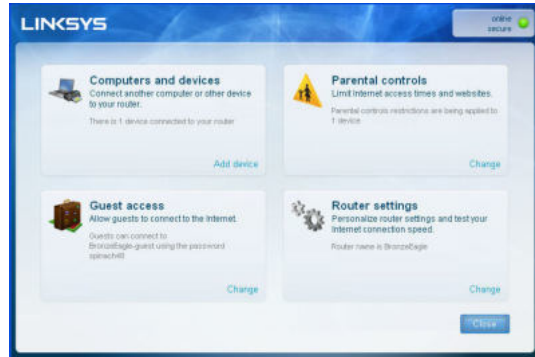 LINKSYS
online
secure
Computers and devices
Connect another computer or other device
to your router.
There is 1 device connected to your router
Add device
Parental controls
Limit Internet access times and websites.
Parental controls restrictions are being applied to
1 device
Change
Guest access
Allow guests to connect to the Internet.
Guests can connect to
BronzeEagle-guest using the password
Change
Router settings
Personalize router settings and test your
Internet connection speed.
Router name is BronzeEagle
Change
Close